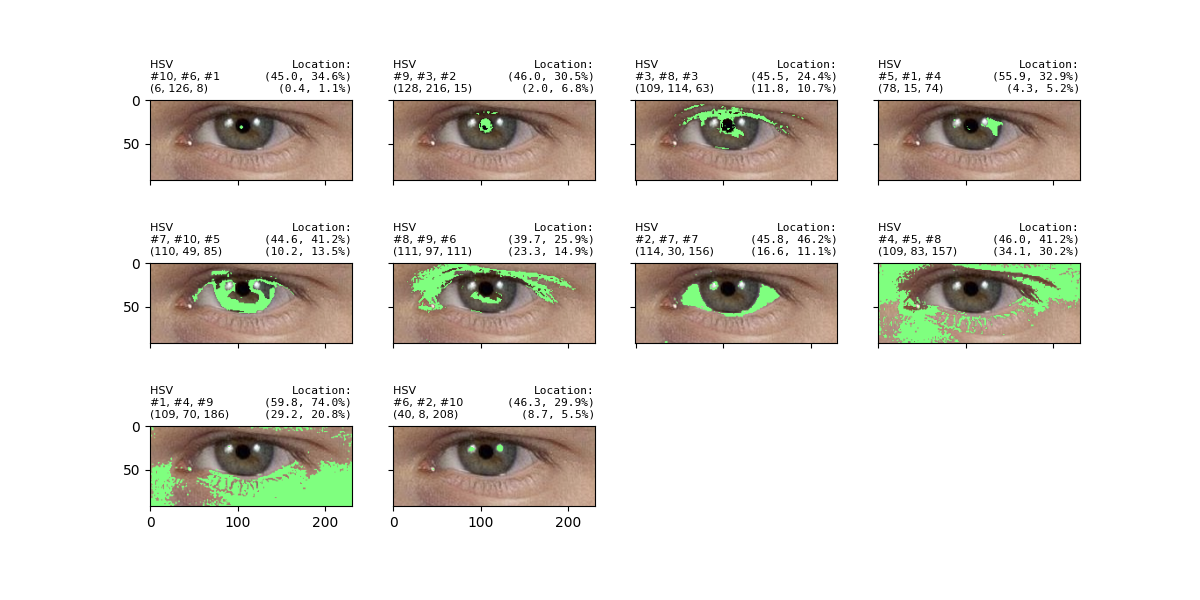 HSV Location:
#10, #6, #1 (45.0, 34.6%)
(6, 126, 8) (0.4, 1.1%)
HSV Location:
#9, #3, #2 (46.0, 30.5%)
(128, 216, 15) (2.0, 6.8%)
HSV Location:
#3, #8, #3 (45.5, 24.4%)
(109, 114, 63) (11.8, 10.7%)
HSV Location:
#5, #1, #4 (55.9, 32.9%)
(78, 15, 74) (4.3, 5.2%)
0
50
HSV Location:
#7, #10, #5 (44.6, 41.2%)
(110, 49, 85) (10.2, 13.5%)
HSV Location:
#8, #9, #6 (39.7, 25.9%)
(111, 97, 111) (23.3, 14.9%)
HSV Location:
#2, #7, #7 (45.8, 46.2%)
(114, 30, 156) (16.6, 11.1%)
HSV Location:
#4, #5, #8 (46.0, 41.2%)
(109, 83, 157) (34.1, 30.2%)
0
50
HSV Location:
#1, #4, #9 (59.8, 74.0%)
(109, 70, 186) (29.2, 20.8%)
HSV Location:
#6, #2, #10 (46.3, 29.9%)
(40, 8, 208) (8.7, 5.5%)
0
50
0 100 200
0 100 200